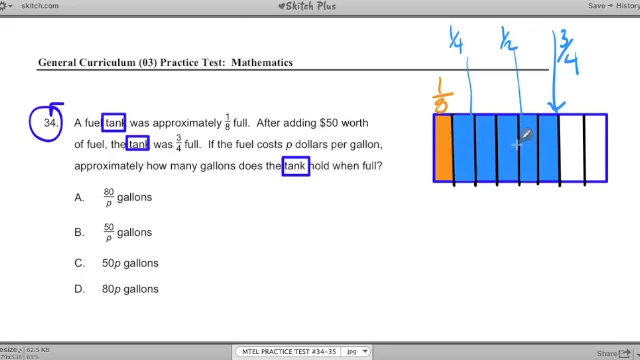 skitch.com
Skitch Plus
Save → History
General Curriculum (03) Practice Test: Mathematics
34. A fuel tank was approximately 1/8 full. After adding $50 worth
of fuel, the tank was 3/4 full. If the fuel costs p dollars per gallon,
approximately how many gallons does the tank hold when full?
A. 80/p gallons
B. 50/p gallons
C. 50p gallons
D. 80p gallons
1/8
1/4
1/2
3/4
MTEL PRACTICE TEST #34-35
jpg
Share